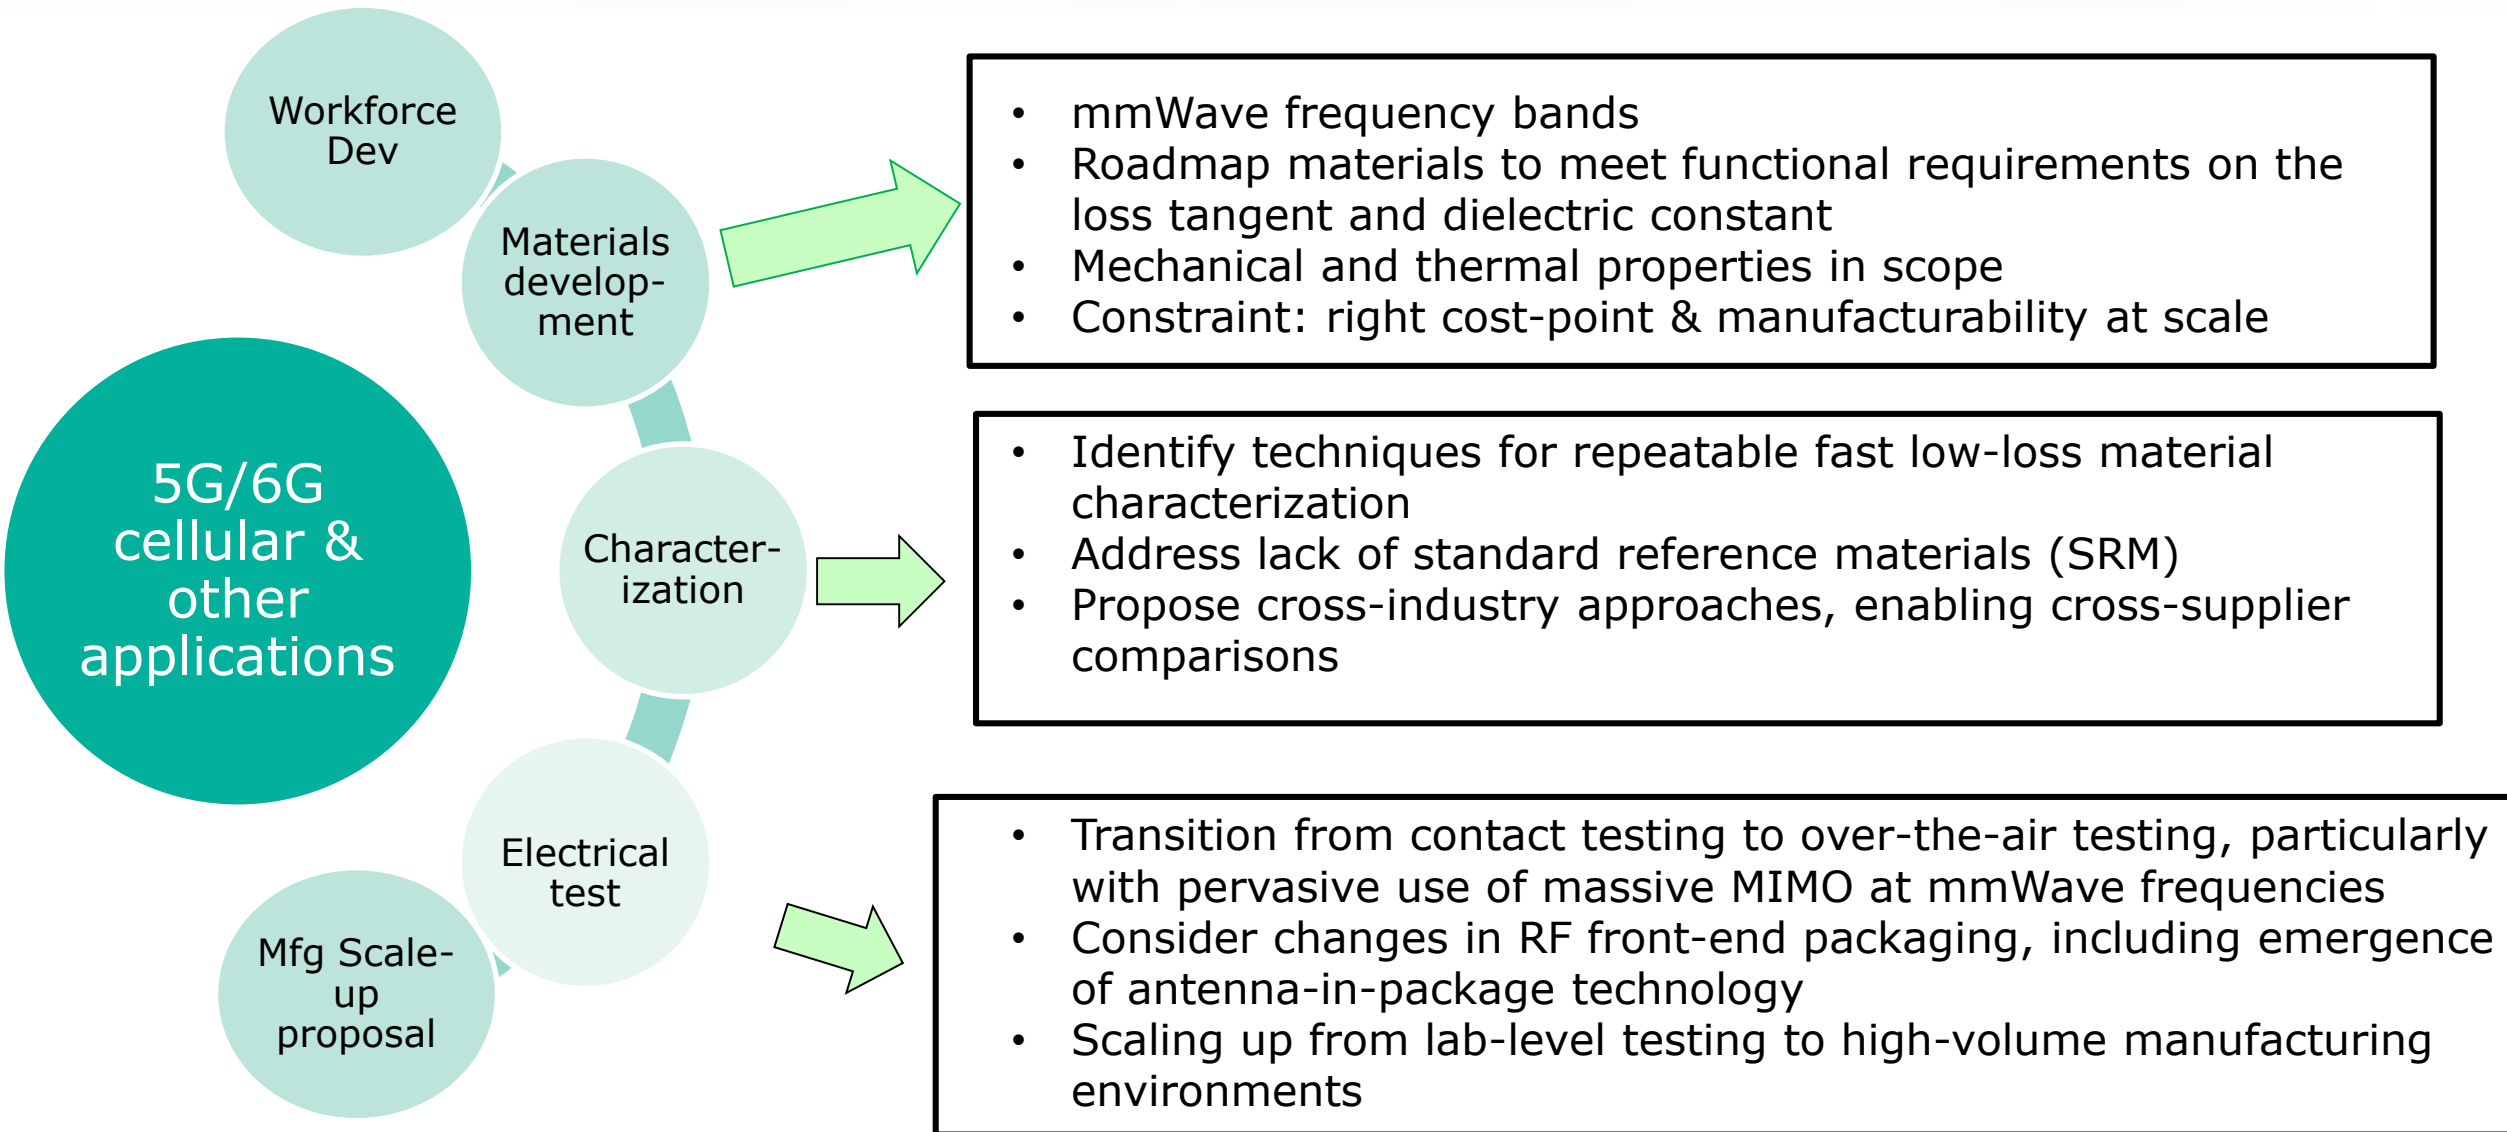 Workforce
Dev
Materials
develop-
ment
5G/6G
cellular &
other
applications
Character-
ization
Electrical
test
Mfg Scale-
up
proposal
• mmWave frequency bands
• Roadmap materials to meet functional requirements on the
loss tangent and dielectric constant
• Mechanical and thermal properties in scope
• Constraint: right cost-point & manufacturability at scale
• Identify techniques for repeatable fast low-loss material
characterization
• Address lack of standard reference materials (SRM)
• Propose cross-industry approaches, enabling cross-supplier
comparisons
• Transition from contact testing to over-the-air testing, particularly
with pervasive use of massive MIMO at mmWave frequencies
• Consider changes in RF front-end packaging, including emergence
of antenna-in-package technology
• Scaling up from lab-level testing to high-volume manufacturing
environments